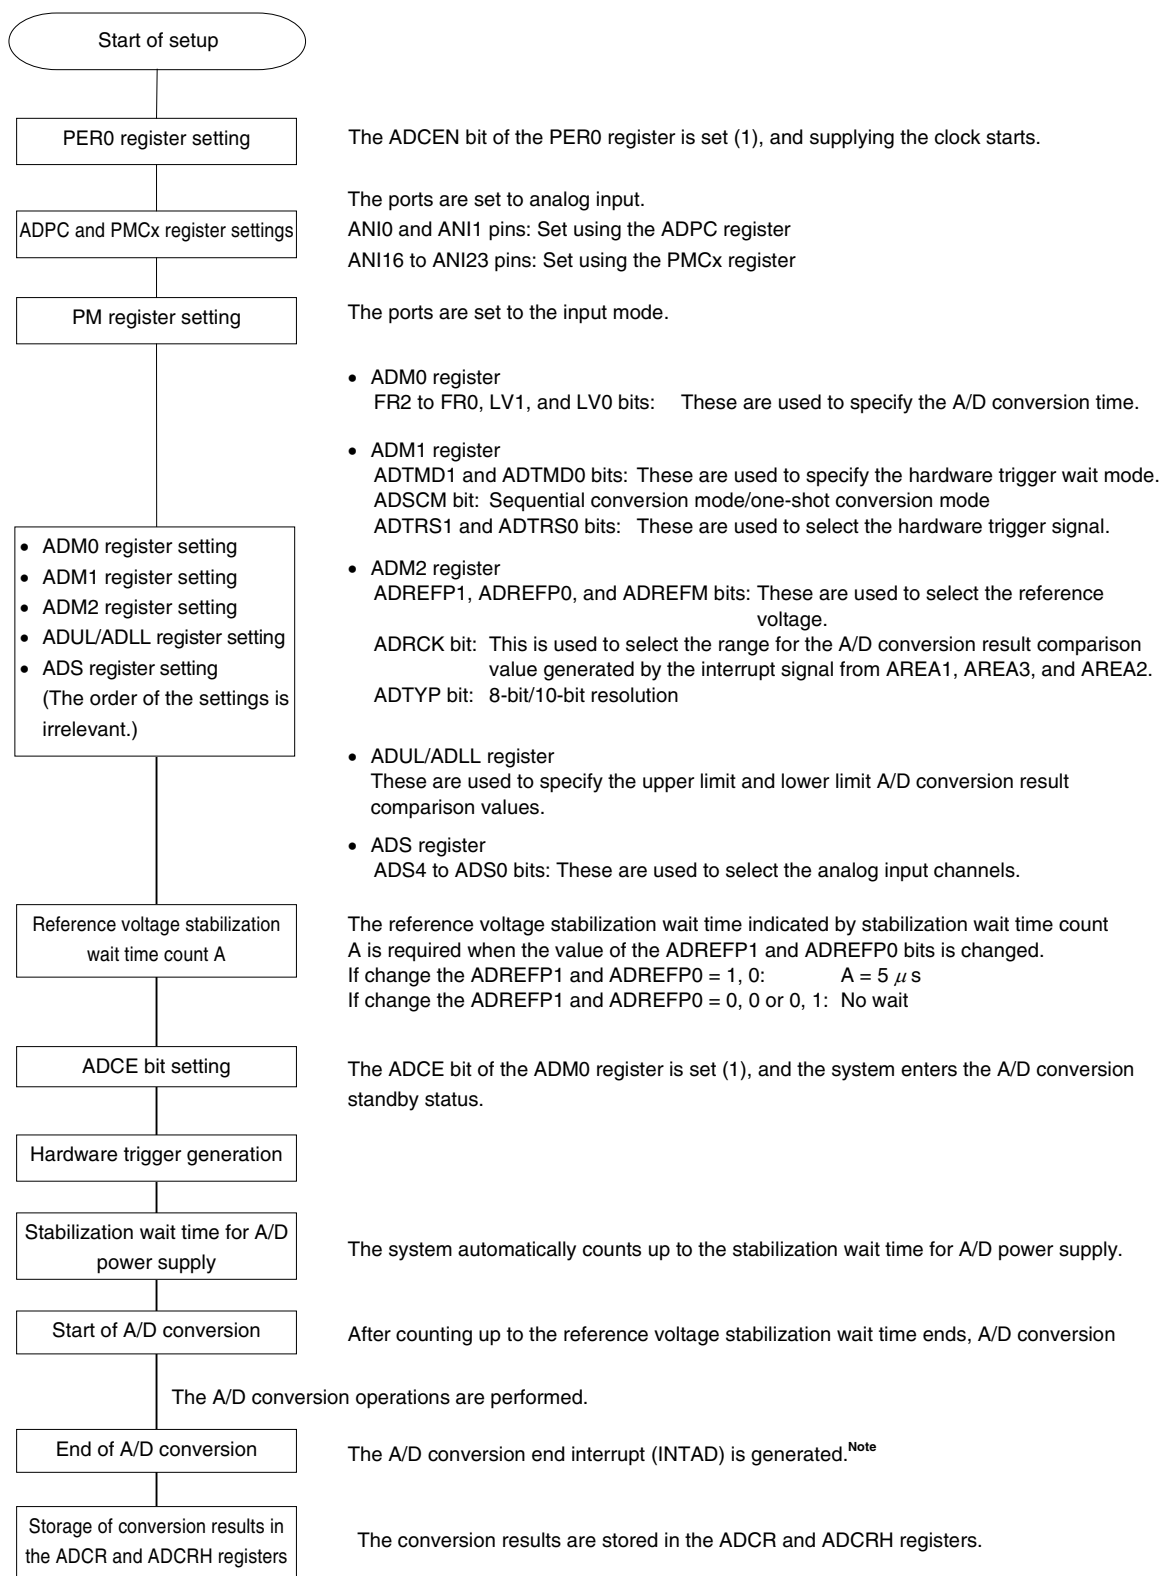 Start of setup
PER0 register setting
The ADCEN bit of the PER0 register is set (1), and supplying the clock starts.
ADPC and PMCx register settings
The ports are set to analog input.
ANI0 and ANI1 pins: Set using the ADPC register
ANI16 to ANI23 pins: Set using the PMCx register
PM register setting
The ports are set to the input mode.
• ADM0 register setting
• ADM1 register setting
• ADM2 register setting
• ADUL/ADLL register setting
• ADS register setting
(The order of the settings is
irrelevant.)
• ADM0 register
FR2 to FR0, LV1, and LV0 bits: These are used to specify the A/D conversion time.
• ADM1 register
ADTMD1 and ADTMD0 bits: These are used to specify the hardware trigger wait mode.
ADSCM bit: Sequential conversion mode/one-shot conversion mode
ADTRS1 and ADTRS0 bits: These are used to select the hardware trigger signal.
• ADM2 register
ADREFP1, ADREFP0, and ADREFM bits: These are used to select the reference
voltage.
ADRCK bit: This is used to select the range for the A/D conversion result comparison
value generated by the interrupt signal from AREA1, AREA3, and AREA2.
ADTYP bit: 8-bit/10-bit resolution
• ADUL/ADLL register
These are used to specify the upper limit and lower limit A/D conversion result
comparison values.
• ADS register
ADS4 to ADS0 bits: These are used to select the analog input channels.
Reference voltage stabilization
wait time count A
The reference voltage stabilization wait time indicated by stabilization wait time count
A is required when the value of the ADREFP1 and ADREFP0 bits is changed.
If change the ADREFP1 and ADREFP0 = 1, 0: A = 5 μ s
If change the ADREFP1 and ADREFP0 = 0, 0 or 0, 1: No wait
ADCE bit setting
The ADCE bit of the ADM0 register is set (1), and the system enters the A/D conversion
standby status.
Hardware trigger generation
Stabilization wait time for A/D
power supply
The system automatically counts up to the stabilization wait time for A/D power supply.
Start of A/D conversion
After counting up to the reference voltage stabilization wait time ends, A/D conversion
The A/D conversion operations are performed.
End of A/D conversion
The A/D conversion end interrupt (INTAD) is generated.Note
Storage of conversion results in
the ADCR and ADCRH registers
The conversion results are stored in the ADCR and ADCRH registers.